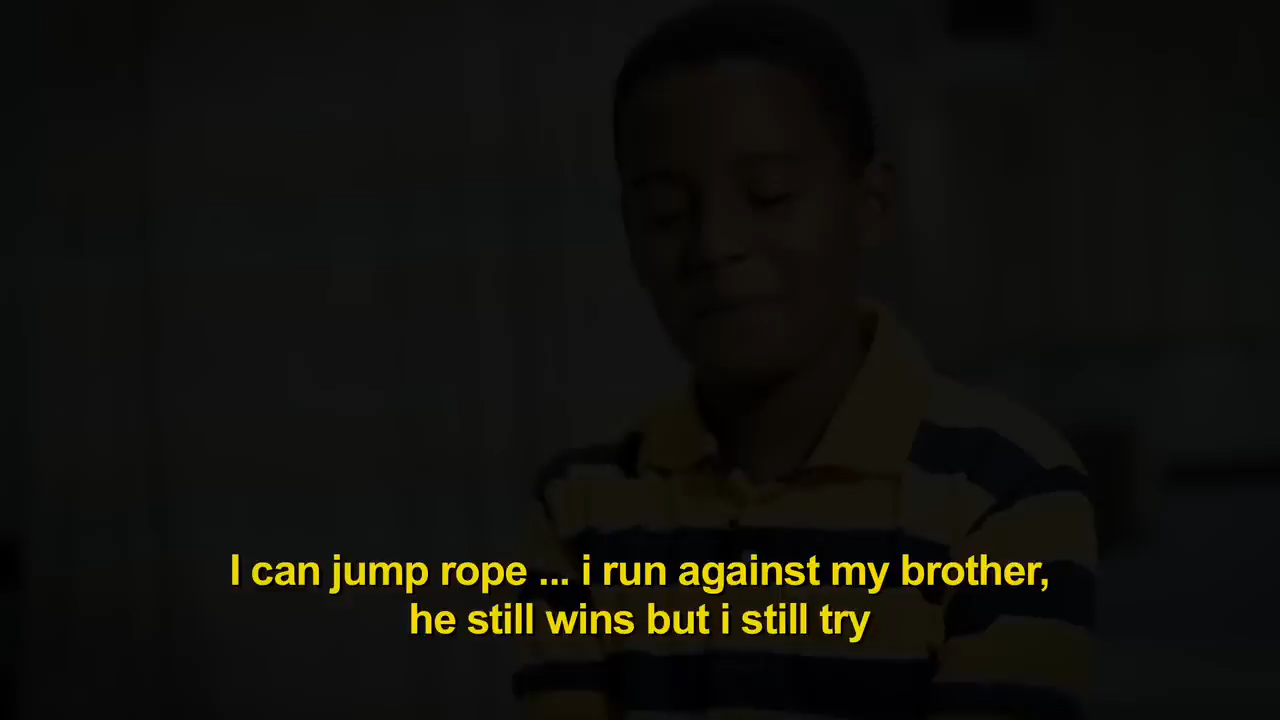 I can jump rope ... i run against my brother,
he still wins but i still try